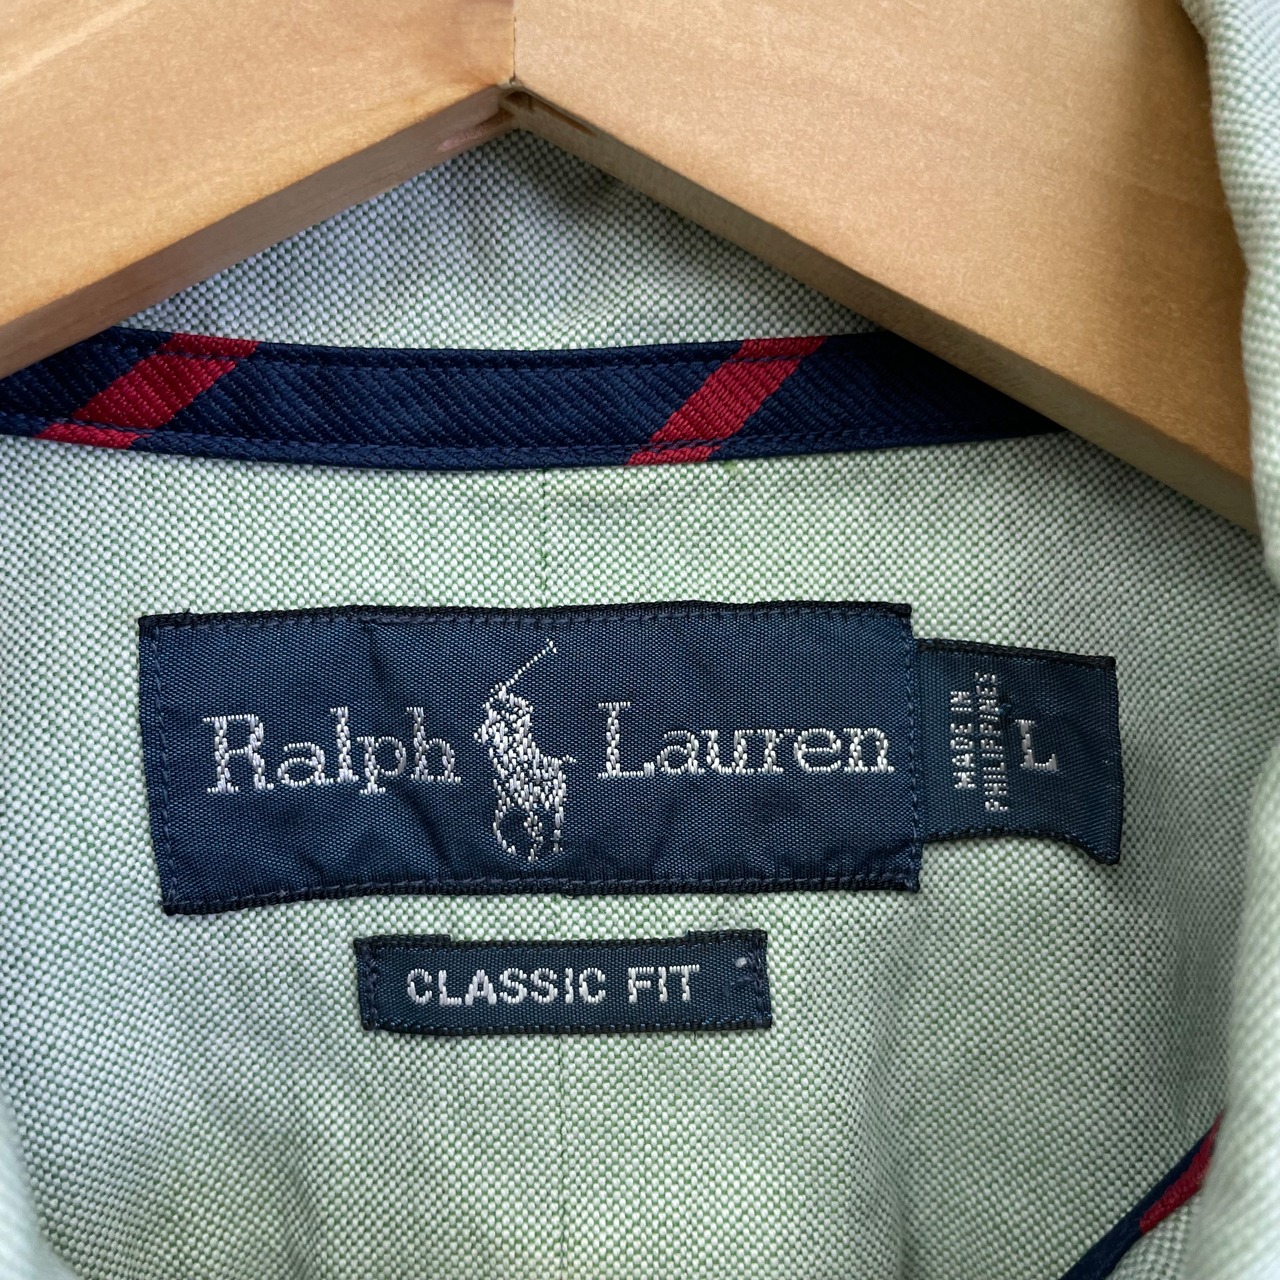 Ralph Lauren
MADE IN
PHILIPPINES
L
CLASSIC FIT